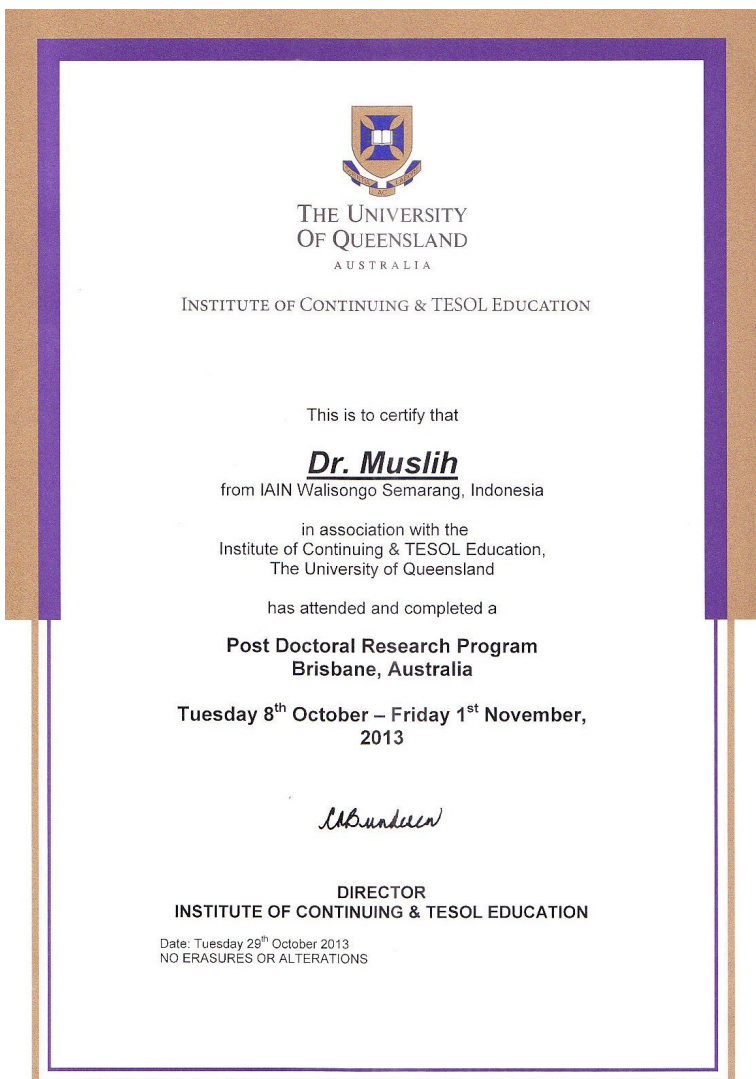 THE UNIVERSITY
OF QUEENSLAND
AUSTRALIA
INSTITUTE OF CONTINUING & TESOL EDUCATION
This is to certify that
Dr. Muslih
from IAIN Walisongo Semarang, Indonesia
in association with the
Institute of Continuing & TESOL Education,
The University of Queensland
has attended and completed a
Post Doctoral Research Program
Brisbane, Australia
Tuesday 8th October – Friday 1st November,
2013
DIRECTOR
INSTITUTE OF CONTINUING & TESOL EDUCATION
Date: Tuesday 29th October 2013
NO ERASURES OR ALTERATIONS